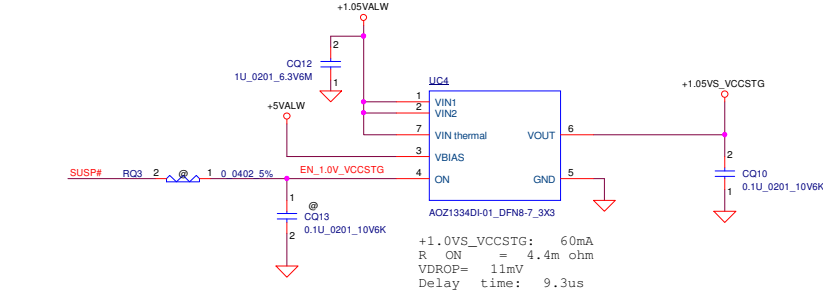 +1.05VALW
2
CQ12
1U_0201_6.3V6M
1
UC4
+1.05VS_VCCSTG
+5VALW
1 VIN1
2 VIN2
7 VIN thermal VOUT 6
3 VBIAS
SUSP# RQ3 2 @ 1 0_0402_5% EN_1.0V_VCCSTG 4 ON GND 5
2
CQ10
0.1U_0201_10V6K
1
1 @
CQ13
0.1U_0201_10V6K
2
AOZ1334DI-01_DFN8-7_3X3
+1.0VS_VCCSTG: 60mA
R ON = 4.4m ohm
VDROP= 11mV
Delay time: 9.3us